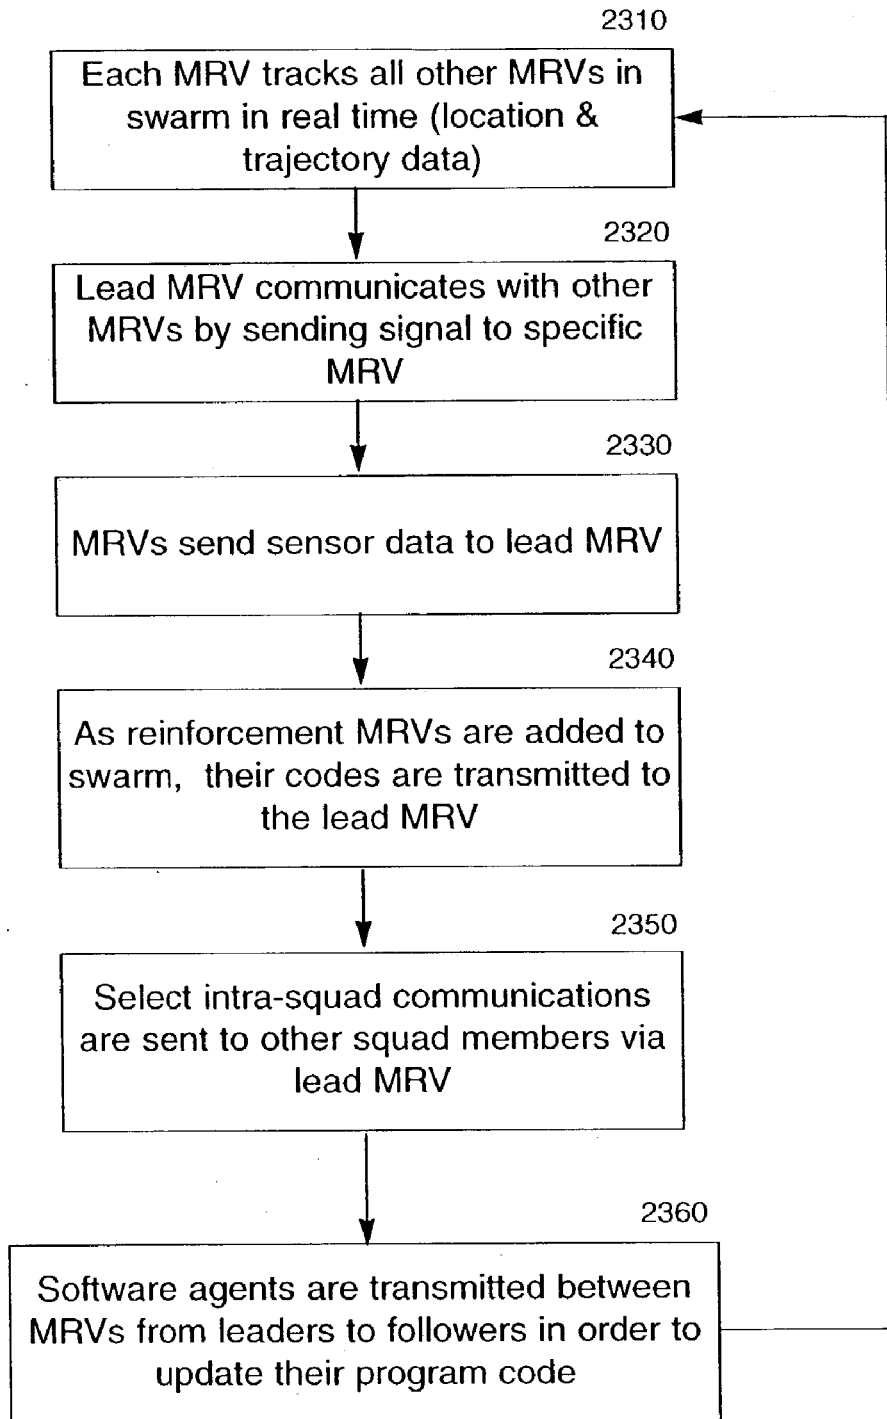 2310
Each MRV tracks all other MRVs in
swarm in real time (location &
trajectory data)
2320
Lead MRV communicates with other
MRVs by sending signal to specific
MRV
2330
MRVs send sensor data to lead MRV
2340
As reinforcement MRVs are added to
swarm, their codes are transmitted to
the lead MRV
2350
Select intra-squad communications
are sent to other squad members via
lead MRV
2360
Software agents are transmitted between
MRVs from leaders to followers in order to
update their program code